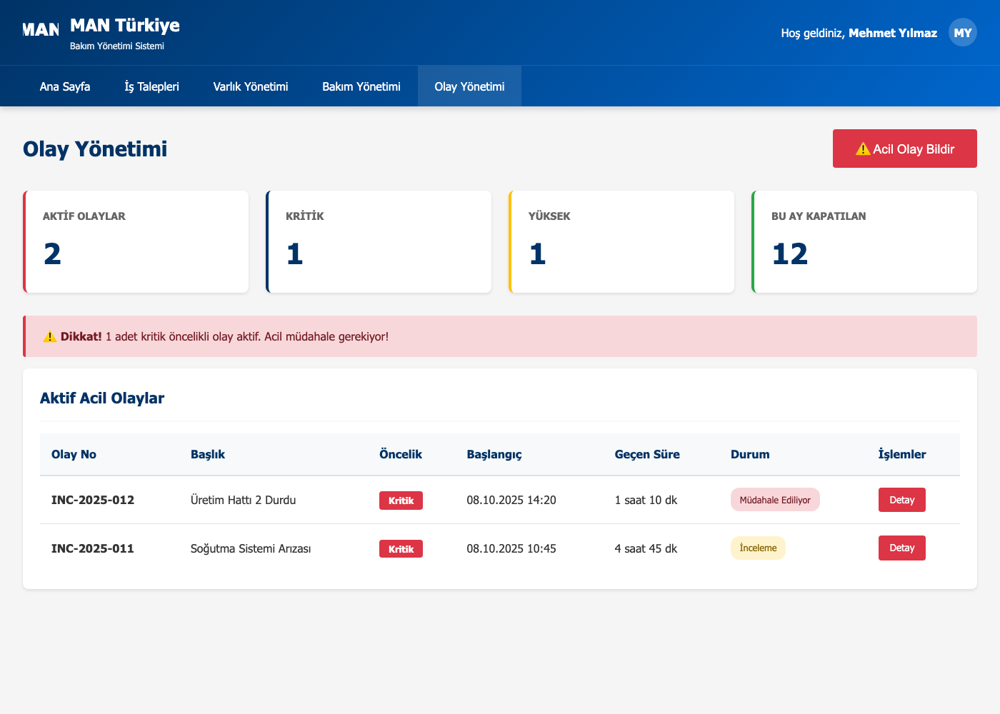 MAN
MAN Türkiye
Bakım Yönetimi Sistemi
Hoş geldiniz, Mehmet Yılmaz
MY
Ana Sayfa
İş Talepleri
Varlık Yönetimi
Bakım Yönetimi
Olay Yönetimi
Olay Yönetimi
⚠️ Acil Olay Bildir
AKTİF OLAYLAR
2
KRİTİK
1
YÜKSEK
1
BU AY KAPATILAN
12
⚠️ Dikkat! 1 adet kritik öncelikli olay aktif. Acil müdahale gerekiyor!
Aktif Acil Olaylar
Olay No Başlık Öncelik Başlangıç Geçen Süre Durum İşlemler
INC-2025-012 Üretim Hattı 2 Durdu Kritik 08.10.2025 14:20 1 saat 10 dk Müdahale Ediliyor Detay
INC-2025-011 Soğutma Sistemi Arızası Kritik 08.10.2025 10:45 4 saat 45 dk İnceleme Detay